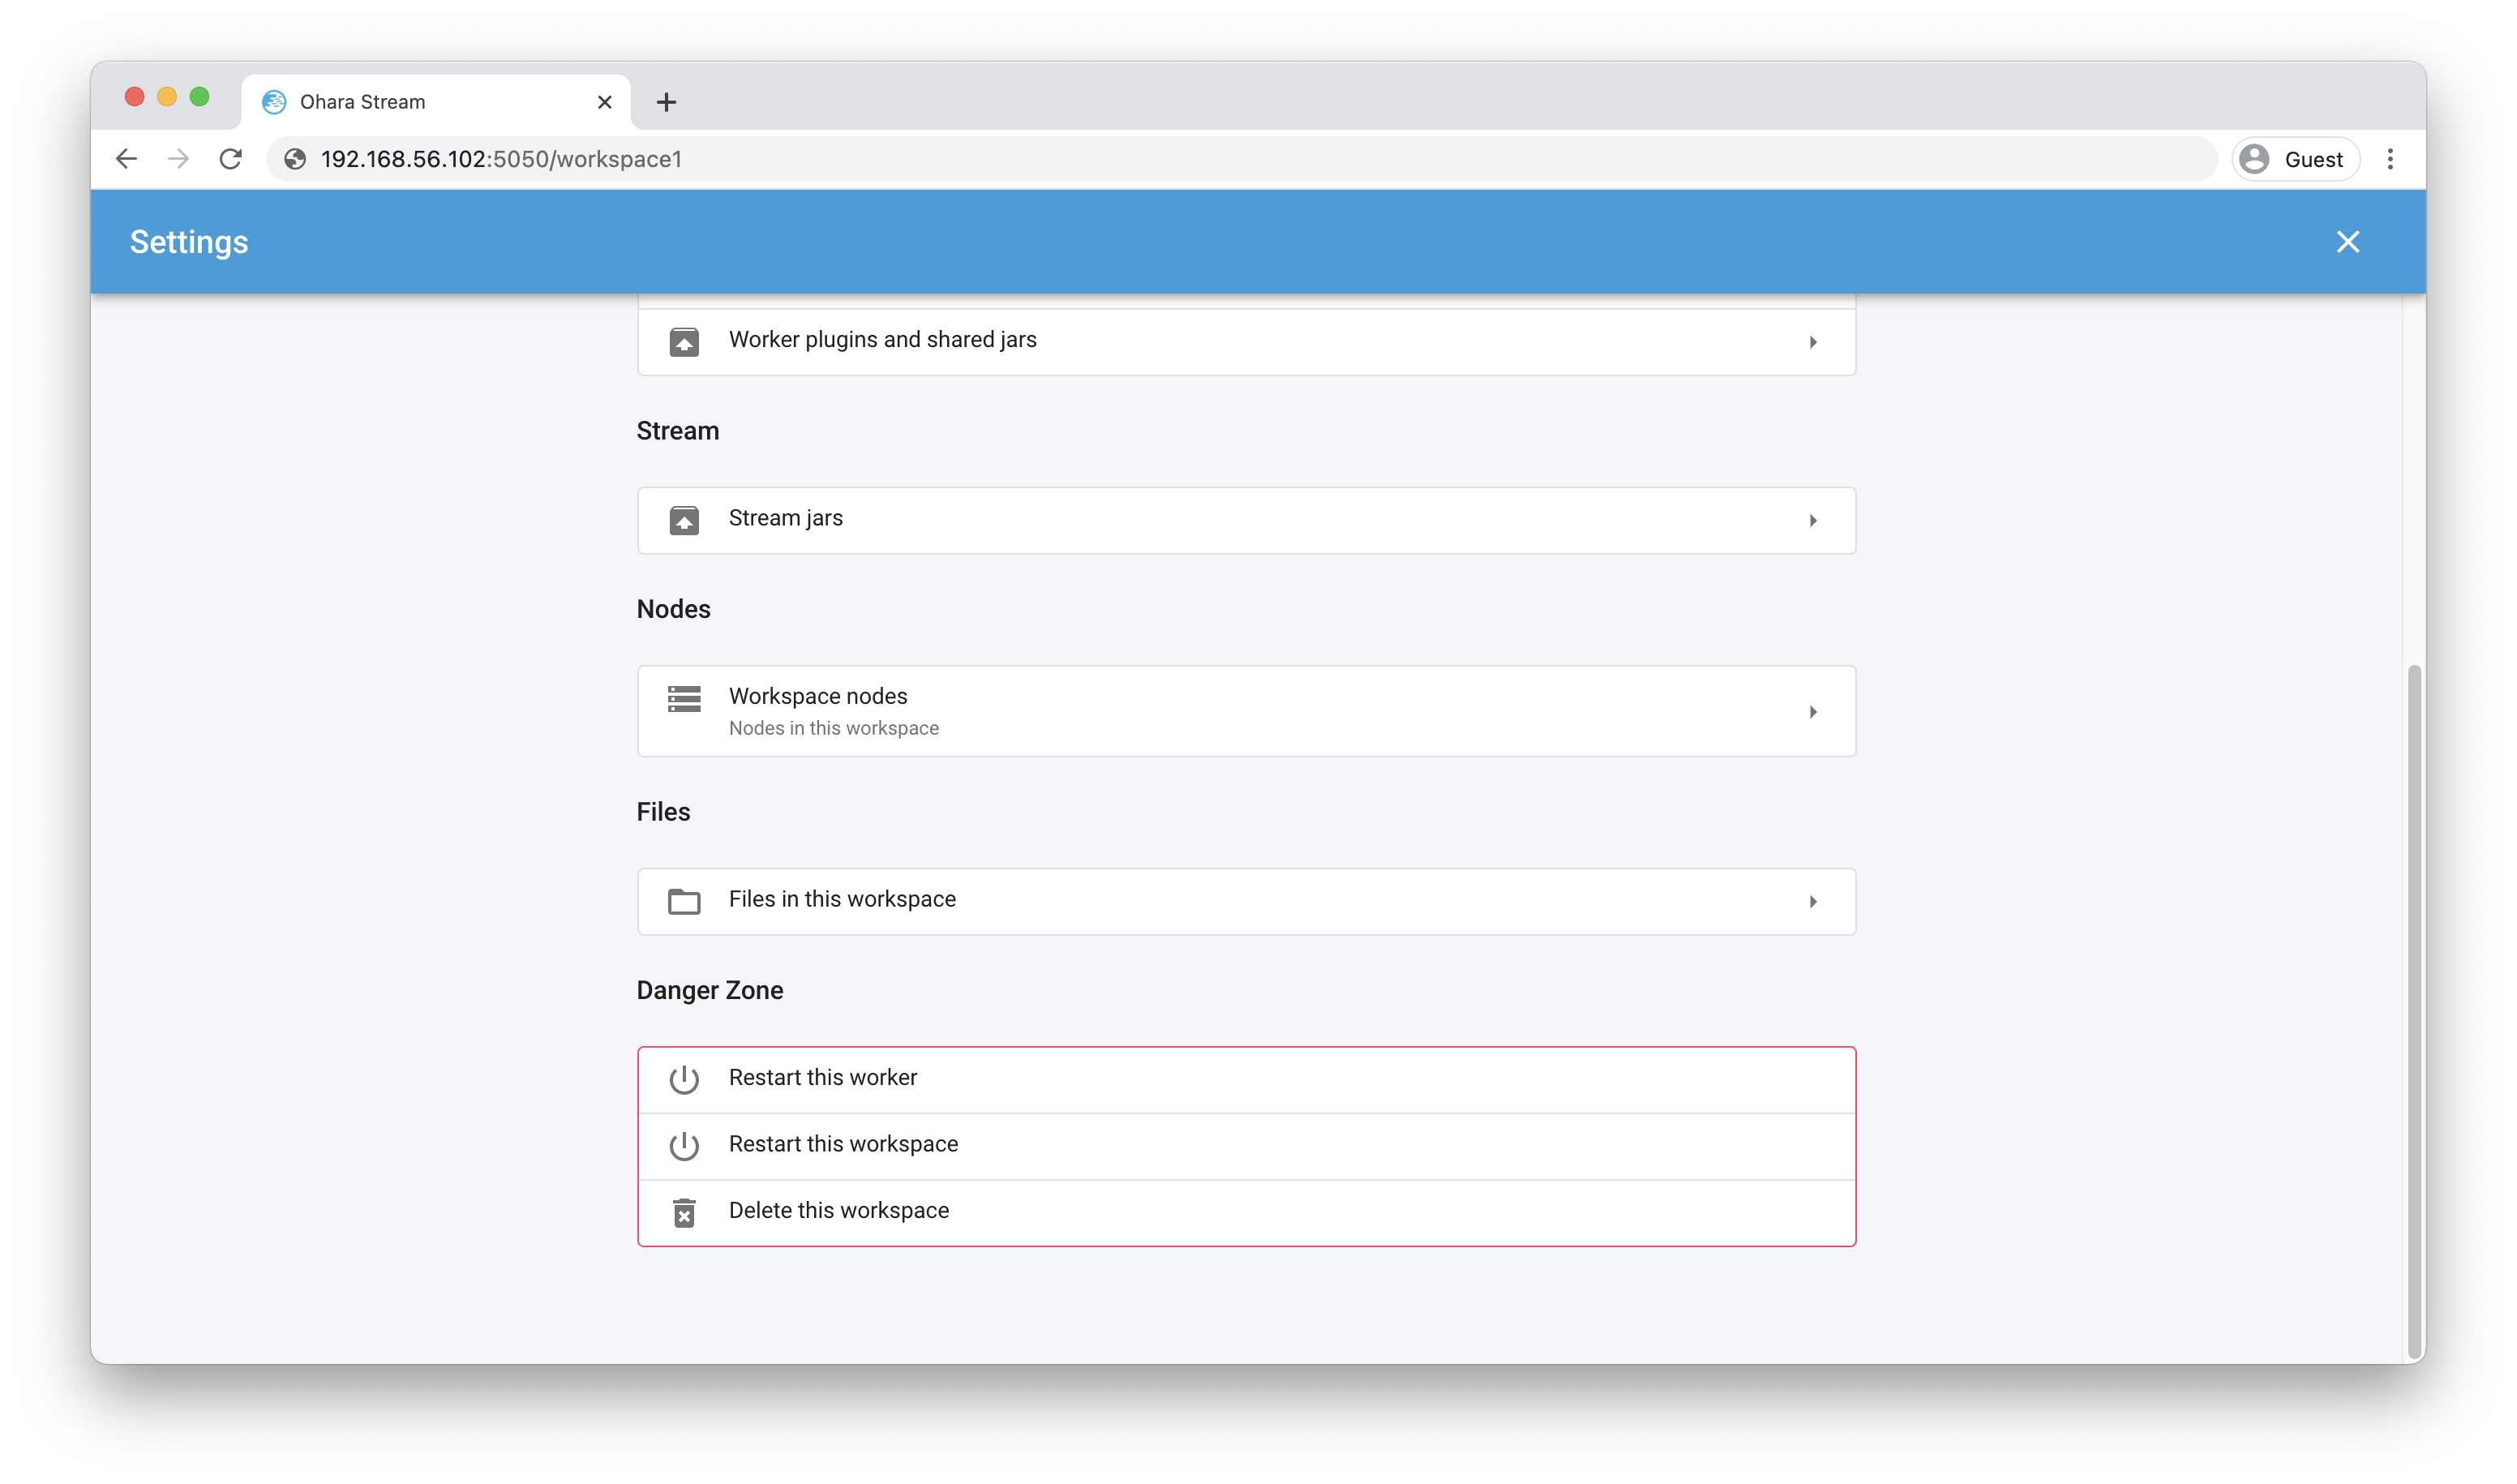 Ohara Stream
192.168.56.102:5050/workspace1
Guest
Settings
Worker plugins and shared jars
Stream
Stream jars
Nodes
Workspace nodes
Nodes in this workspace
Files
Files in this workspace
Danger Zone
Restart this worker
Restart this workspace
Delete this workspace